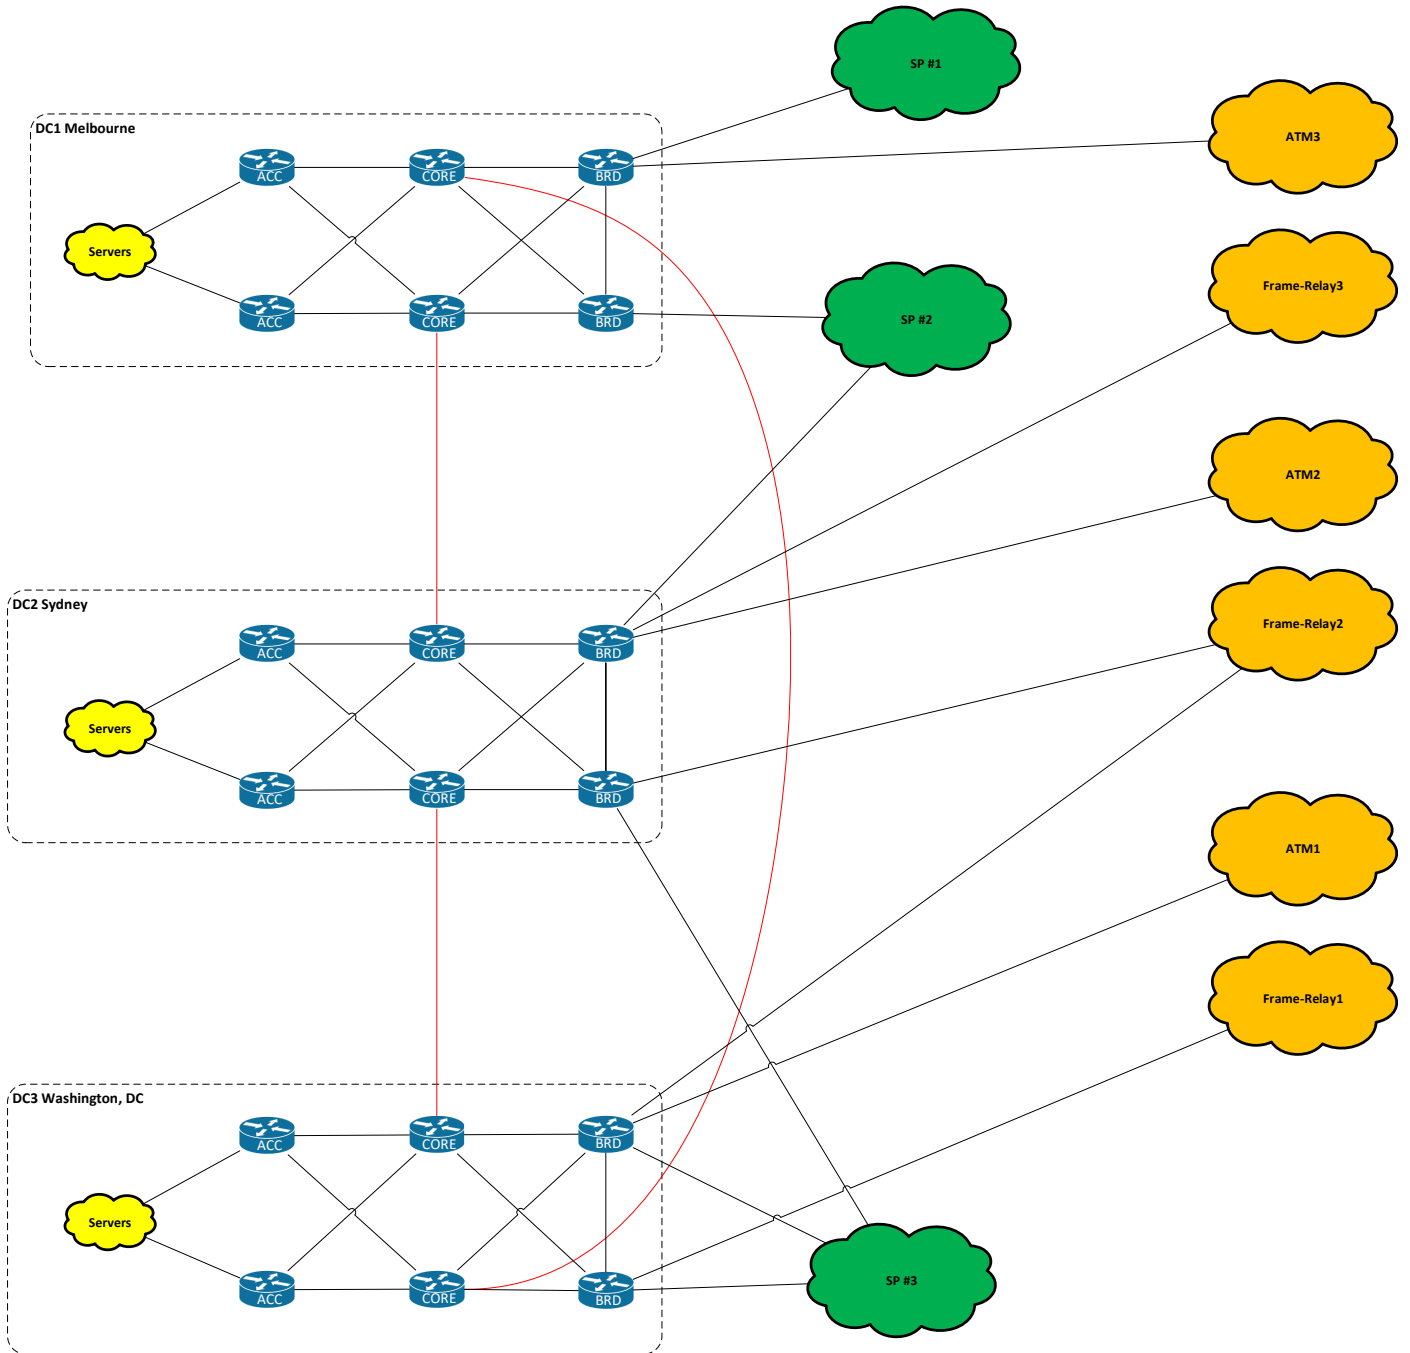 SP #1
ATM3
DC1 Melbourne
ACC
CORE
BRD
Servers
Frame-Relay3
ACC
CORE
BRD
SP #2
ATM2
DC2 Sydney
Frame-Relay2
ACC
CORE
BRD
Servers
ACC
CORE
BRD
ATM1
Frame-Relay1
DC3 Washington, DC
ACC
CORE
BRD
Servers
ACC
CORE
BRD
SP #3